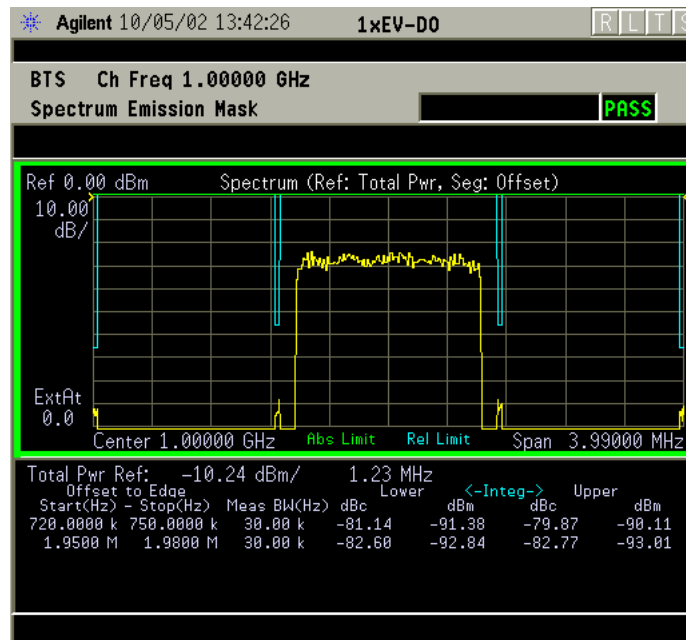 Agilent 10/05/02 13:42:26 1xEV-DO R L T S
BTS Ch Freq 1.00000 GHz
Spectrum Emission Mask PASS
Ref 0.00 dBm Spectrum (Ref: Total Pwr, Seg: Offset)
10.00
dB/
ExtAt
0.0
Center 1.00000 GHz Abs Limit Rel Limit Span 3.99000 MHz
Total Pwr Ref: -10.24 dBm/ 1.23 MHz
Offset to Edge Lower <-Integ-> Upper
Start(Hz) - Stop(Hz) Meas BW(Hz) dBc dBm dBc dBm
720.0000 k 750.0000 k 30.00 k -81.14 -91.38 -79.87 -90.11
1.9500 M 1.9800 M 30.00 k -82.60 -92.84 -82.77 -93.01